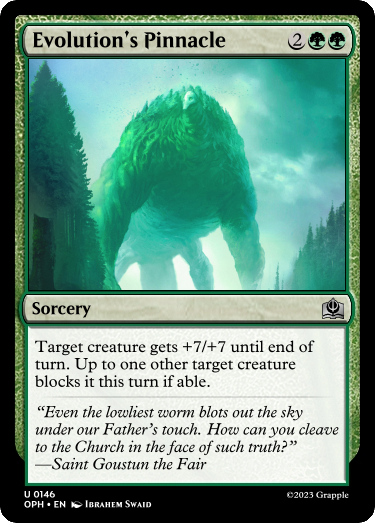 Evolution's Pinnacle 2
Sorcery
Target creature gets +7/+7 until end of
turn. Up to one other target creature
blocks it this turn if able.
“Even the lowliest worm blots out the sky
under our Father's touch. How can you cleave
to the Church in the face of such truth?”
—Saint Goustun the Fair
U 0146
OPH • EN Ibrahem Swaid ©2023 Grapple